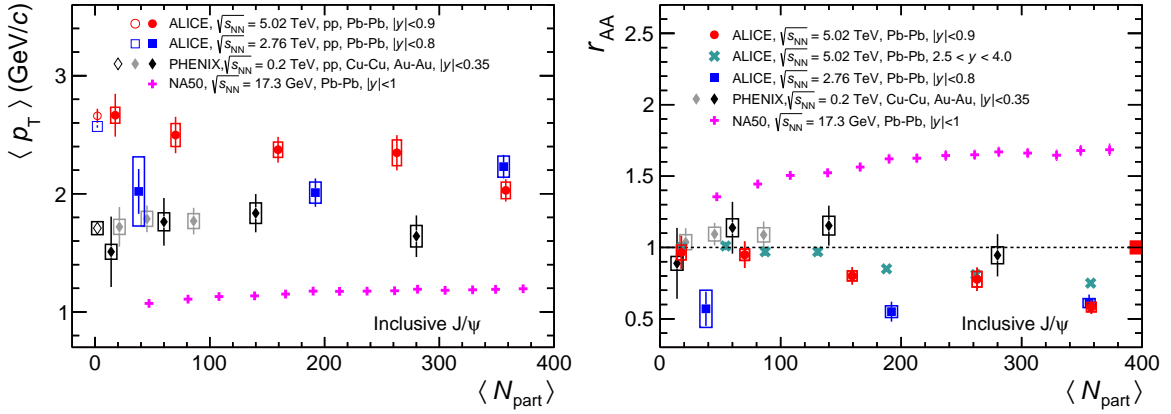 ⟨ p_T ⟩ (GeV/c)
4
3
2
1
ALICE, √s_NN = 5.02 TeV, pp, Pb-Pb, |y|<0.9
ALICE, √s_NN = 2.76 TeV, pp, Pb-Pb, |y|<0.8
PHENIX, √s_NN = 0.2 TeV, pp, Cu-Cu, Au-Au, |y|<0.35
NA50, √s_NN = 17.3 GeV, Pb-Pb, |y|<1
Inclusive J/ψ
0 100 200 300 400
⟨ N_part ⟩
r_AA
2.5
2
1.5
1
0.5
ALICE, √s_NN = 5.02 TeV, Pb-Pb, |y|<0.9
ALICE, √s_NN = 5.02 TeV, Pb-Pb, 2.5 < y < 4.0
ALICE, √s_NN = 2.76 TeV, Pb-Pb, |y|<0.8
PHENIX, √s_NN = 0.2 TeV, Cu-Cu, Au-Au, |y|<0.35
NA50, √s_NN = 17.3 GeV, Pb-Pb, |y|<1
Inclusive J/ψ
0 100 200 300 400
⟨ N_part ⟩